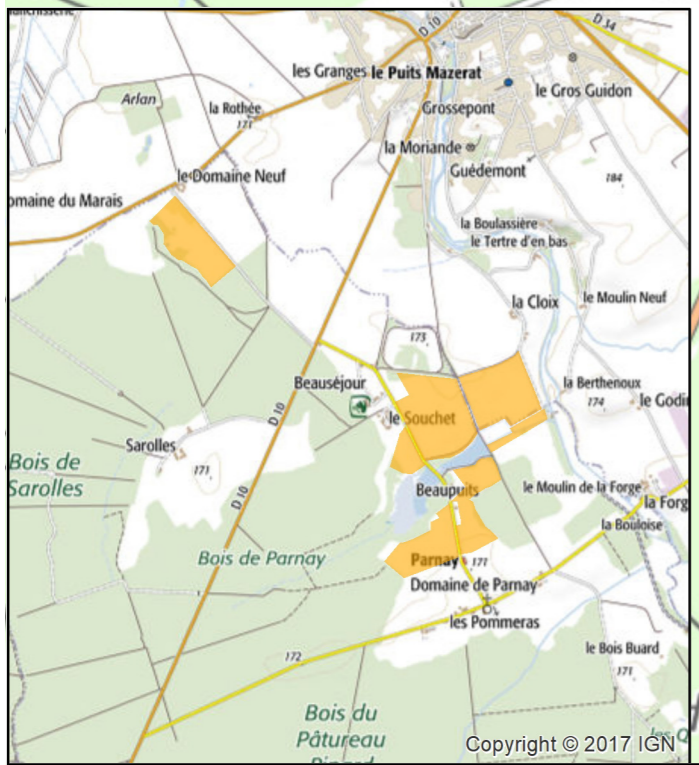 D 10
D 34
les Granges
le Puits Mazerat
le Gros Guidon
Arlan
la Rothée
171
Grossepont
la Moriande
Guédemont
184
le Domaine Neuf
omaine du Marais
la Boulassière
le Tertre d'en bas
la Cloix
le Moulin Neuf
173
Beauséjour
la Berthenoux
174
le Godi
le Souchet
D 10
Sarolles
171
Bois de
Sarolles
D 10
Beaupuits
le Moulin de la Forge
la Forg
la Bouloise
Bois de Parnay
Parnay
171
Domaine de Parnay
les Pommeras
le Bois Buard
171
172
Bois du
Pâtureau
les Q
Copyright © 2017 IGN